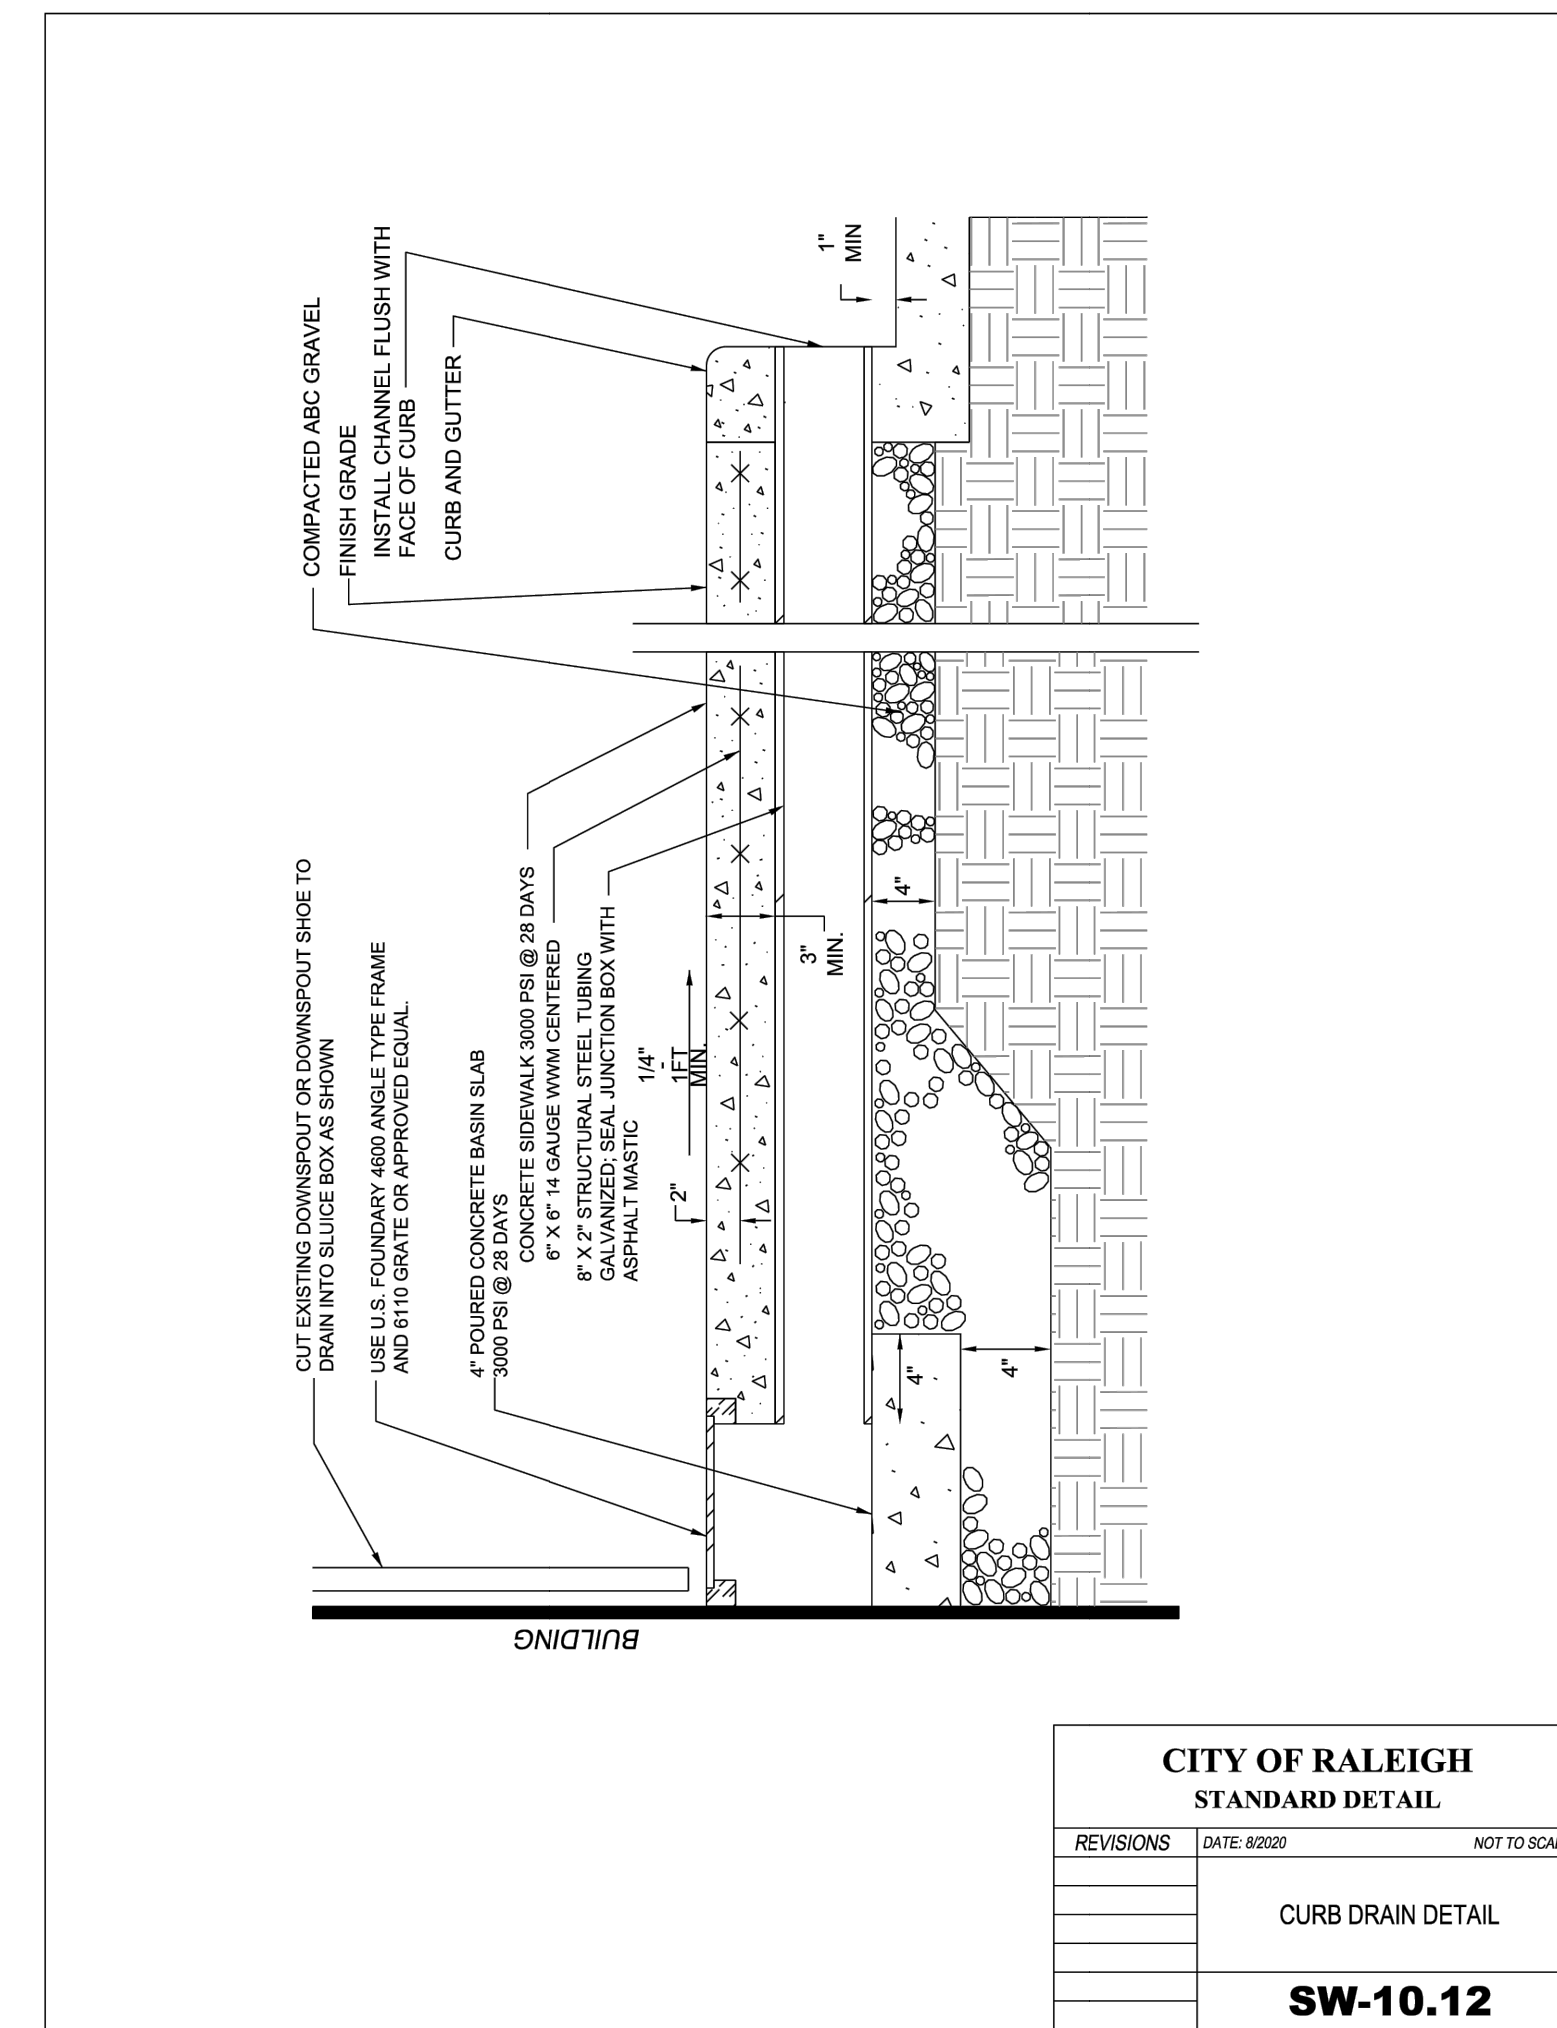 COMPACTED ABC GRAVEL
FINISH GRADE
INSTALL CHANNEL FLUSH WITH
FACE OF CURB
CURB AND GUTTER
1"
MIN
CUT EXISTING DOWNSPOUT OR DOWNSPOUT SHOE TO
DRAIN INTO SLUICE BOX AS SHOWN
USE U.S. FOUNDARY 4600 ANGLE TYPE FRAME
AND 6110 GRATE OR APPROVED EQUAL.
4" POURED CONCRETE BASIN SLAB
3000 PSI @ 28 DAYS
CONCRETE SIDEWALK 3000 PSI @ 28 DAYS
6" X 6" 14 GAUGE WWM CENTERED
8" X 2" STRUCTURAL STEEL TUBING
GALVANIZED; SEAL JUNCTION BOX WITH
ASPHALT MASTIC
1/4"
-
1FT
MIN.
2"
3"
MIN.
4"
4"
4"
BUILDING
CITY OF RALEIGH
STANDARD DETAIL
REVISIONS
DATE: 8/2020
NOT TO SCA
CURB DRAIN DETAIL
SW-10.12